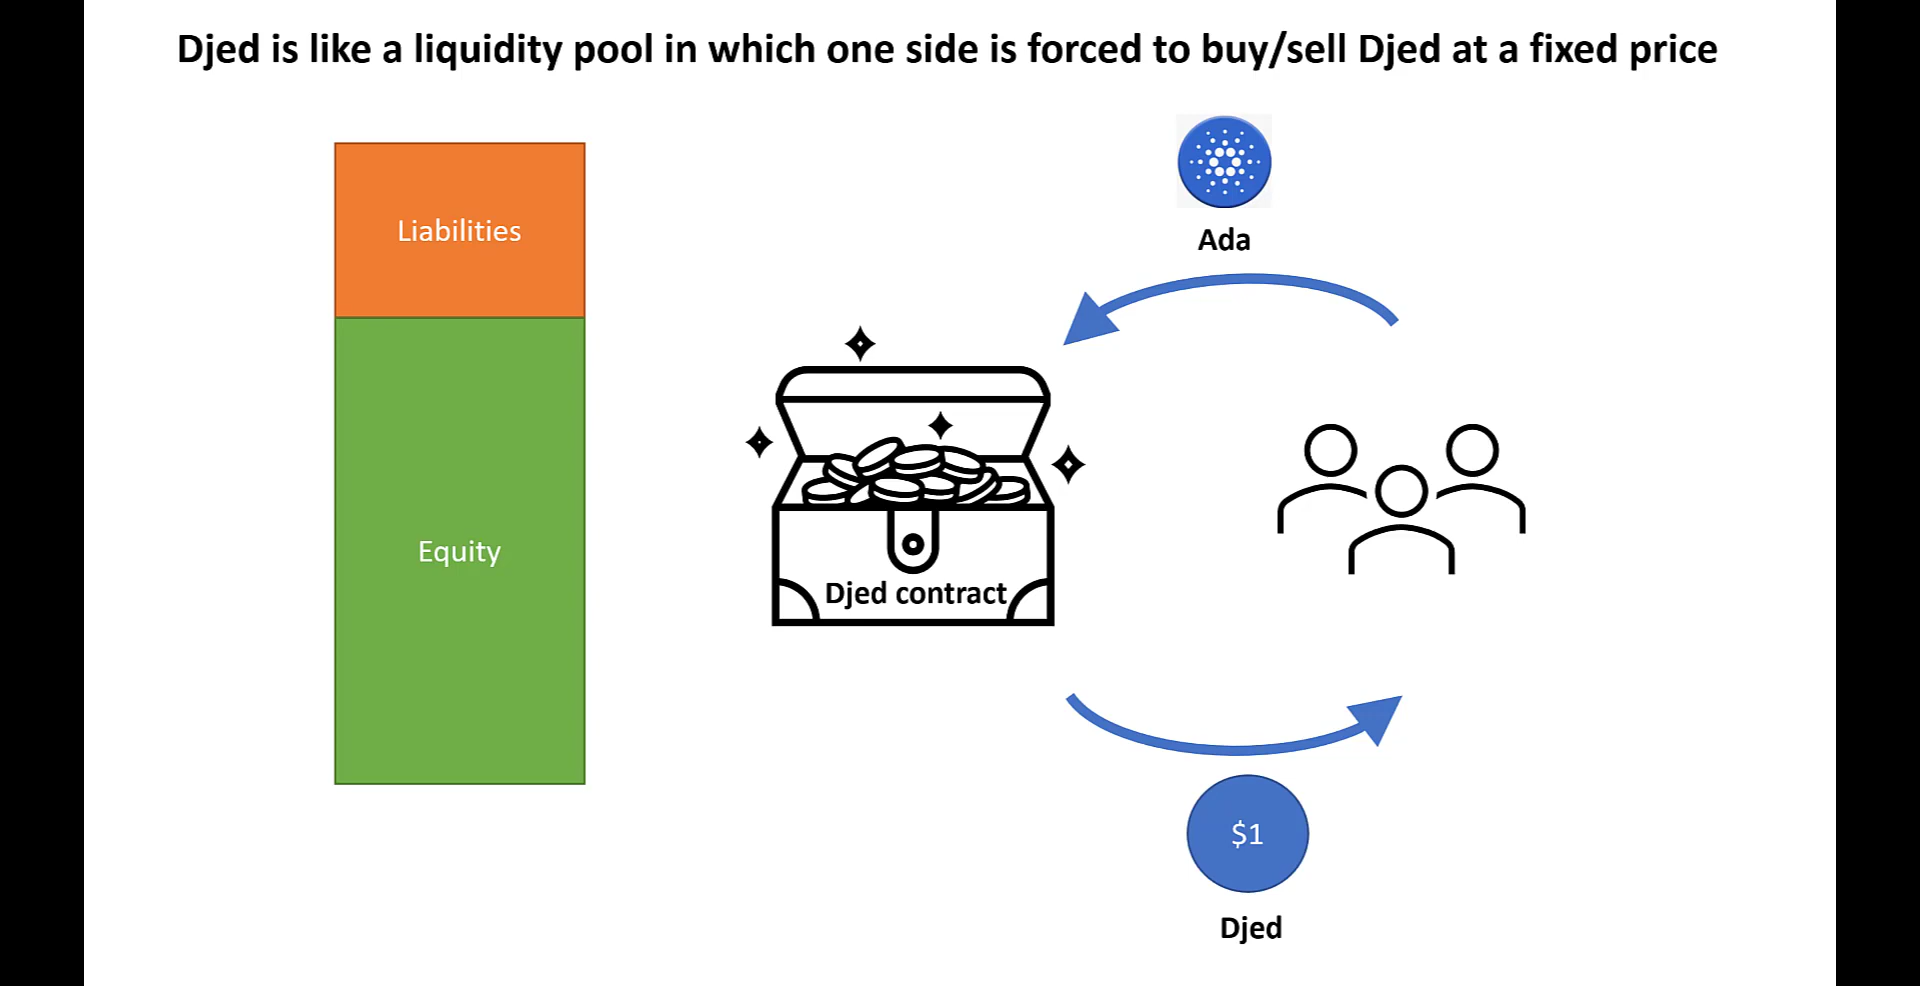 Djed is like a liquidity pool in which one side is forced to buy/sell Djed at a fixed price
Liabilities
Equity
Ada
Djed contract
$1
Djed